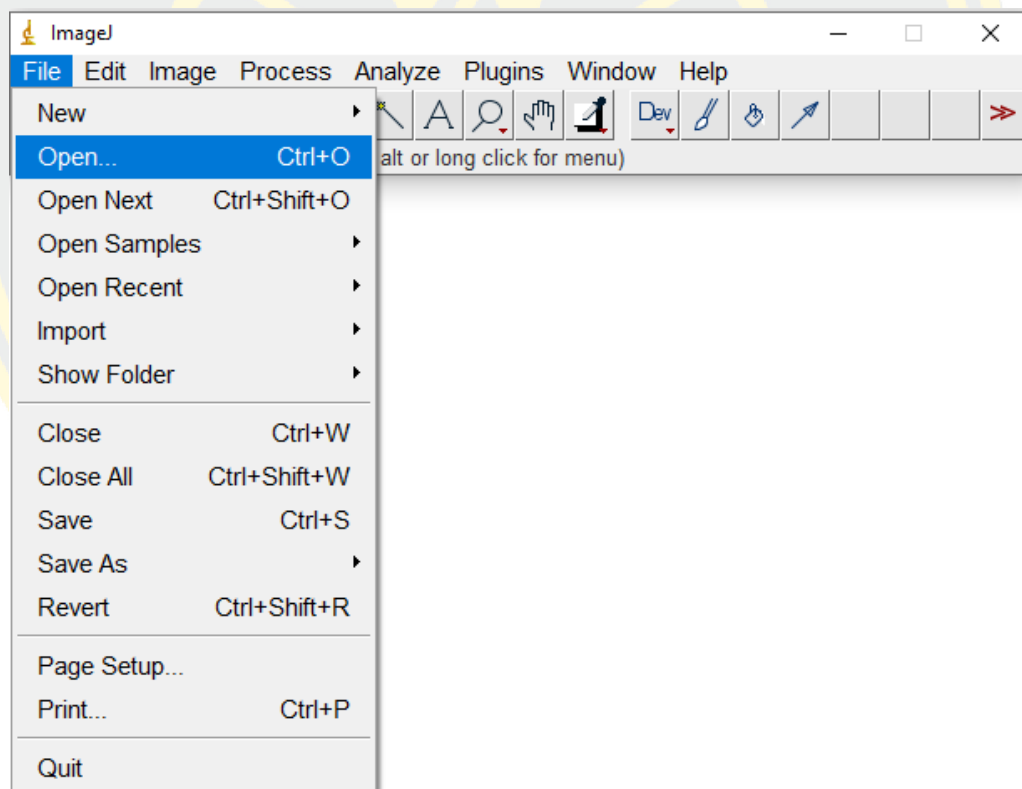 ImageJ
File Edit Image Process Analyze Plugins Window Help
New
A Dev
Open... Ctrl+O
alt or long click for menu)
Open Next Ctrl+Shift+O
Open Samples
Open Recent
Import
Show Folder
Close Ctrl+W
Close All Ctrl+Shift+W
Save Ctrl+S
Save As
Revert Ctrl+Shift+R
Page Setup...
Print... Ctrl+P
Quit